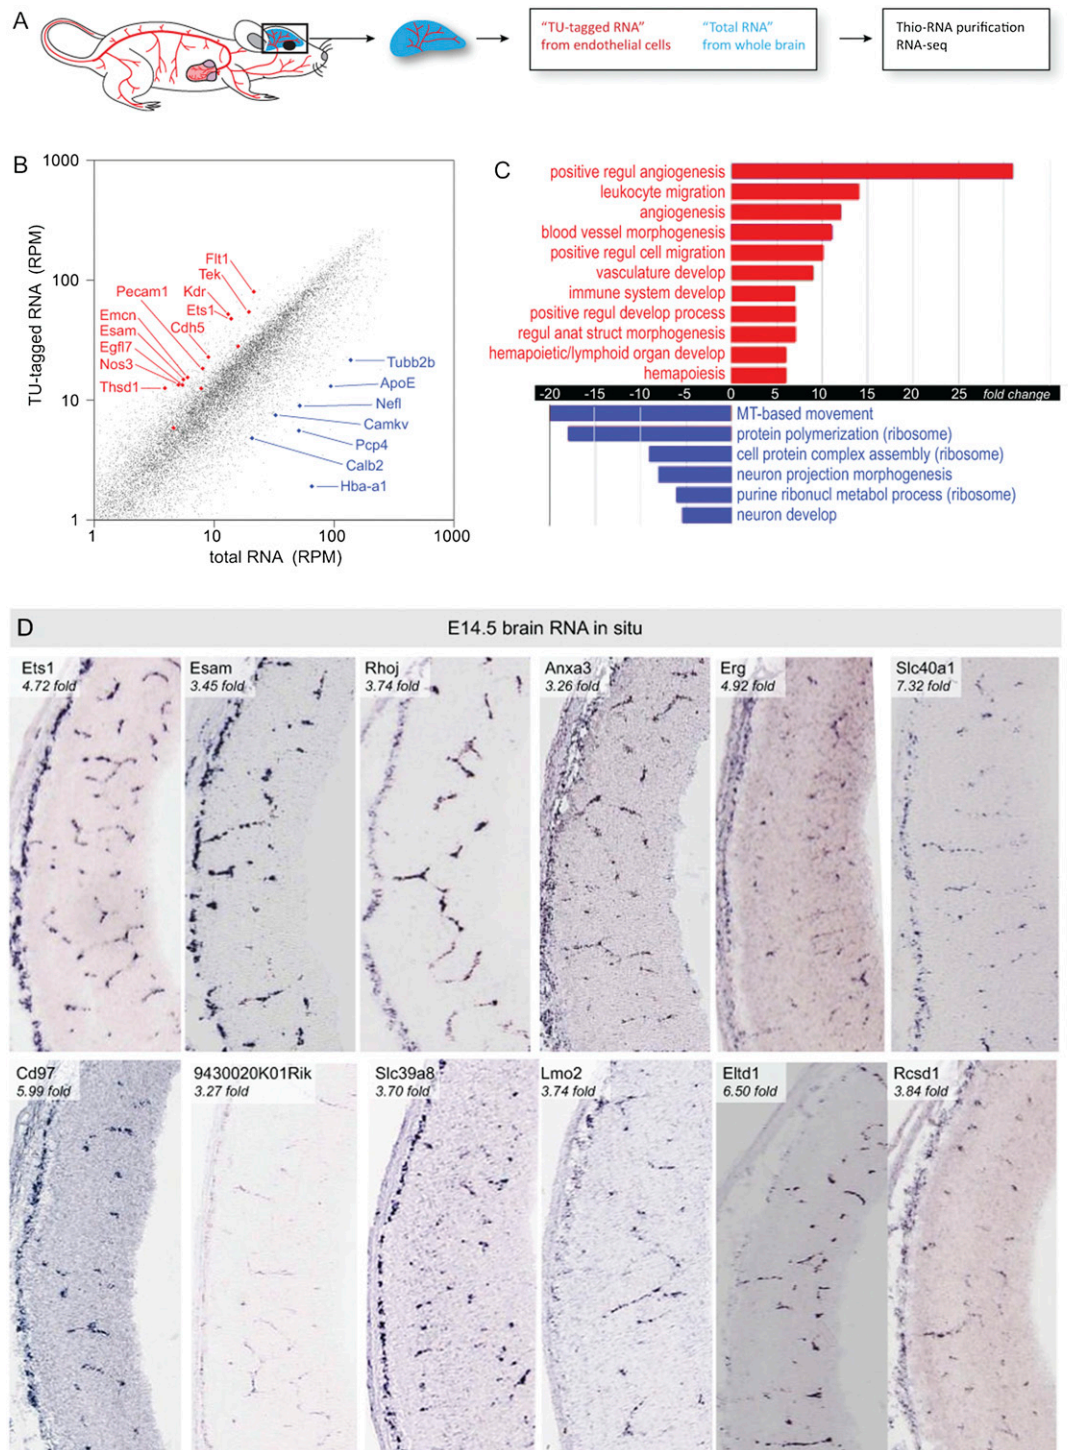 A
“TU-tagged RNA” “Total RNA”
from endothelial cells from whole brain
Thio-RNA purification
RNA-seq
B
1000
100
10
1
TU-tagged RNA (RPM)
Flt1
Tek
Kdr
Pecam1
Ets1
Emcn
Cdh5
Esam
Egfl7
Nos3
Thsd1
Tubb2b
ApoE
Nefl
Camkv
Pcp4
Calb2
Hba-a1
1 10 100 1000
total RNA (RPM)
C
positive regul angiogenesis
leukocyte migration
angiogenesis
blood vessel morphogenesis
positive regul cell migration
vasculature develop
immune system develop
positive regul develop process
regul anat struct morphogenesis
hemapoietic/lymphoid organ develop
hemapoiesis
0 5 10 15 20 25
-20 -15 -10 -5 0 5 10 15 20 25 fold change
MT-based movement
protein polymerization (ribosome)
cell protein complex assembly (ribosome)
neuron projection morphogenesis
purine ribonucl metabol process (ribosome)
neuron develop
D
E14.5 brain RNA in situ
Ets1
4.72 fold
Esam
3.45 fold
Rhoj
3.74 fold
Anxa3
3.26 fold
Erg
4.92 fold
Slc40a1
7.32 fold
Cd97
5.99 fold
9430020K01Rik
3.27 fold
Slc39a8
3.70 fold
Lmo2
3.74 fold
Eltd1
6.50 fold
Rcsd1
3.84 fold